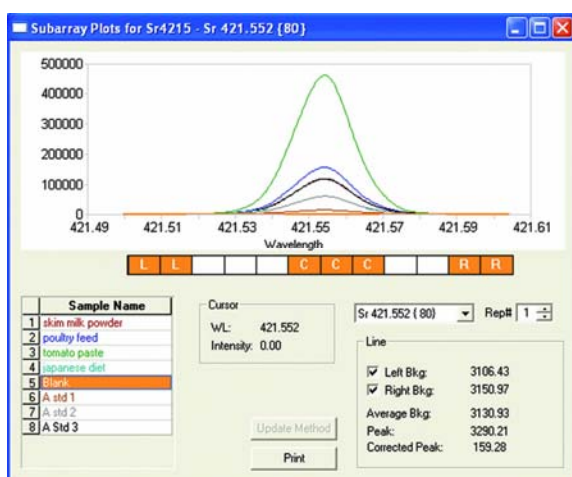 Subarray Plots for Sr4215 - Sr 421.552 {80}
500000
400000
300000
200000
100000
0
421.49 421.51 421.53 421.55 421.57 421.59 421.61
Wavelength
L L C C C R R
Sample Name
1 skim milk powder
2 poultry feed
3 tomato paste
4 japanese diet
5 Blank
6 A std 1
7 A std 2
8 A Std 3
Cursor
WL: 421.552
Intensity: 0.00
Update Method
Print
Sr 421.552 { 80} Rep# 1
Line
Left Bkg: 3106.43
Right Bkg: 3150.97
Average Bkg: 3130.93
Peak: 3290.21
Corrected Peak: 159.28